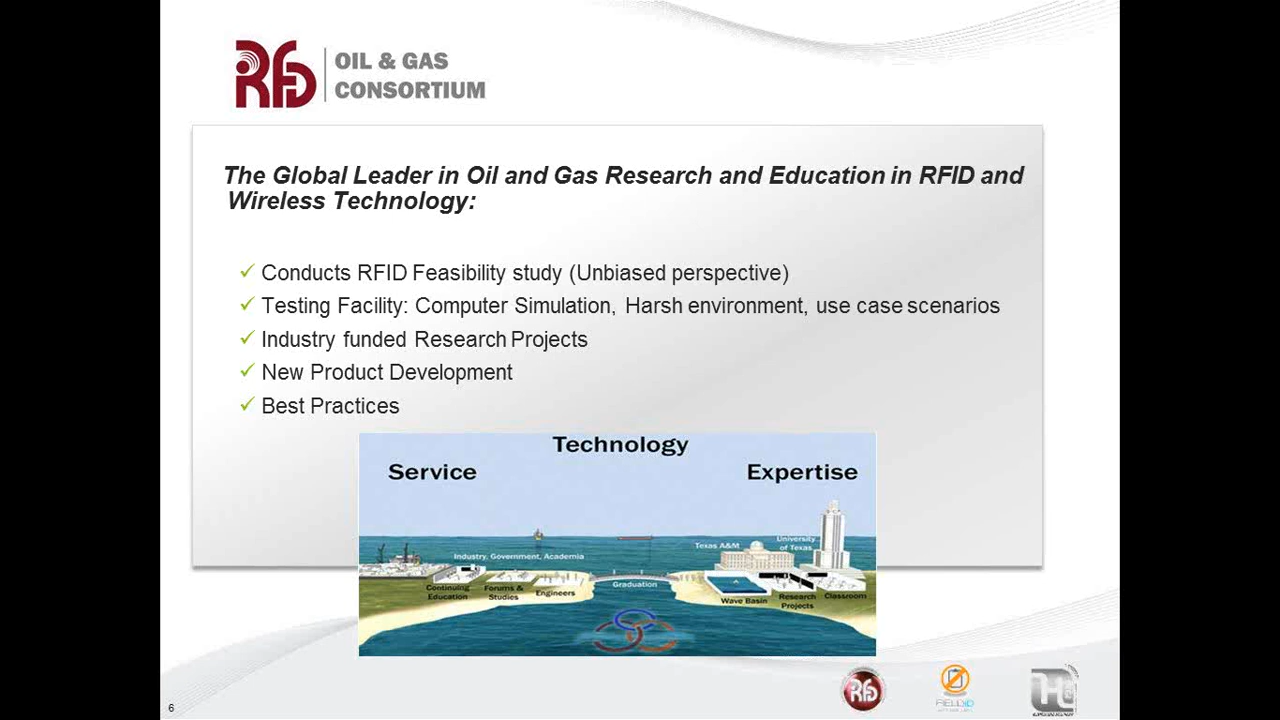 RFD
OIL & GAS
CONSORTIUM
The Global Leader in Oil and Gas Research and Education in RFID and
Wireless Technology:
Conducts RFID Feasibility study (Unbiased perspective)
Testing Facility: Computer Simulation, Harsh environment, use case scenarios
Industry funded Research Projects
New Product Development
Best Practices
Technology
Service
Expertise
Industry, Government, Academia
Texas A&M
University
of Texas
Continuing
Education
Forums &
Studies
Engineers
Graduation
Wave Basin
Research
Projects
Classroom
6